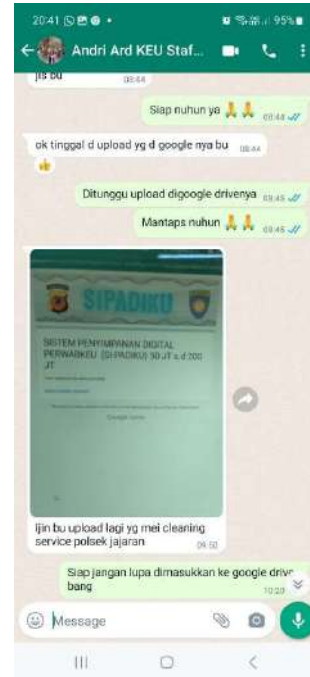 20:41
95%
Andri Ard KEU Staf...
jis bu
08:44
Siap nuhun ya 🙏🙏 08:44
ok tinggal d upload yg d google nya bu 08:44
👍
Ditunggu upload digoogle drivenya 08:45
Mantaps nuhun 🙏🙏 08:45
SIPADIKU
SISTEM PENYIMPANAN DIGITAL
PERWABKEU (SI-PADIKU) 50 JT s.d 200
JT
Ijin bu upload lagi yg mei cleaning
service polsek jajaran 09:50
Siap jangan lupa dimasukkan ke google drive
bang 10:20
Message